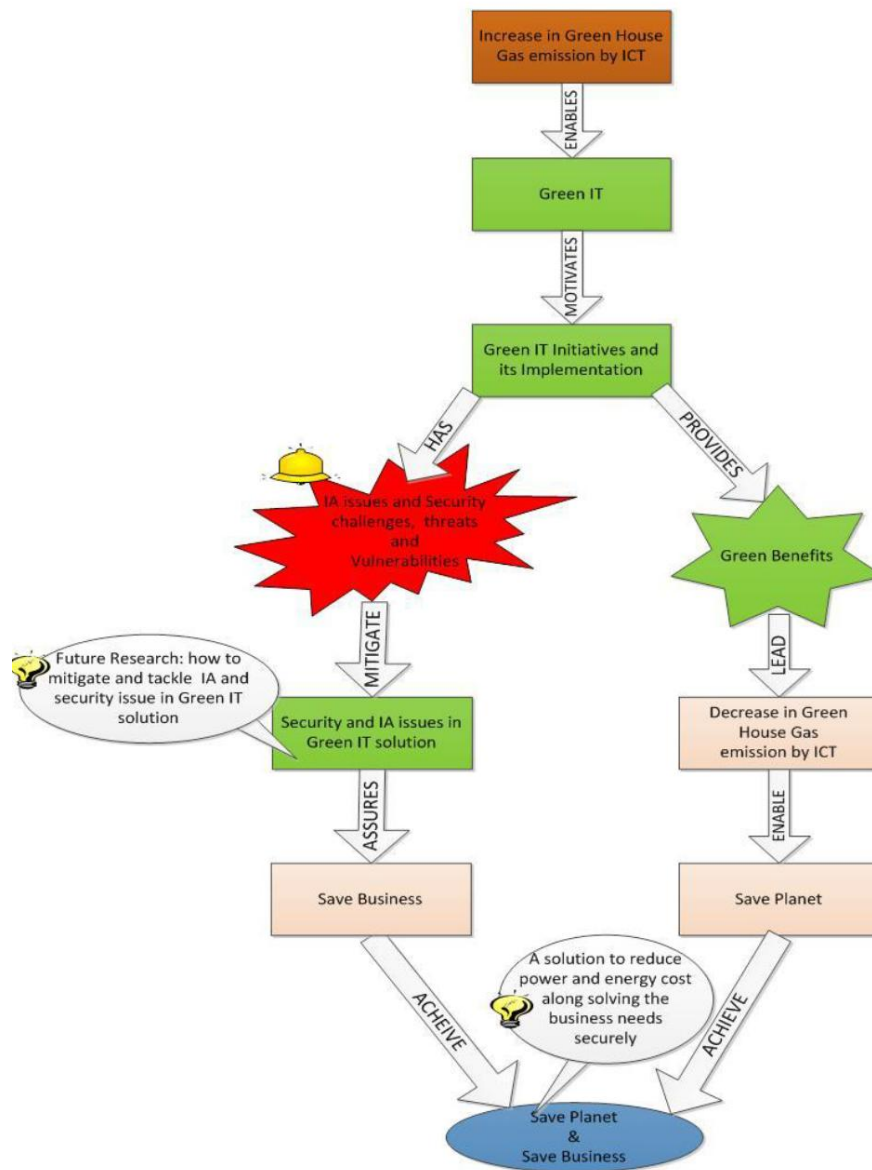 Increase in Green House
Gas emission by ICT
ENABLES
Green IT
MOTIVATES
Green IT Initiatives and
its Implementation
HAS
PROVIDES
IA issues and Security
challenges, threats
and
Vulnerabilities
Green Benefits
MITIGATE
LEAD
Future Research: how to
mitigate and tackle IA and
security issue in Green IT
solution
Security and IA issues in
Green IT solution
Decrease in Green
House Gas
emission by ICT
ASSURES
ENABLE
Save Business
Save Planet
A solution to reduce
power and energy cost
along solving the
business needs
securely
ACHEIVE
ACHIEVE
Save Planet
&
Save Business